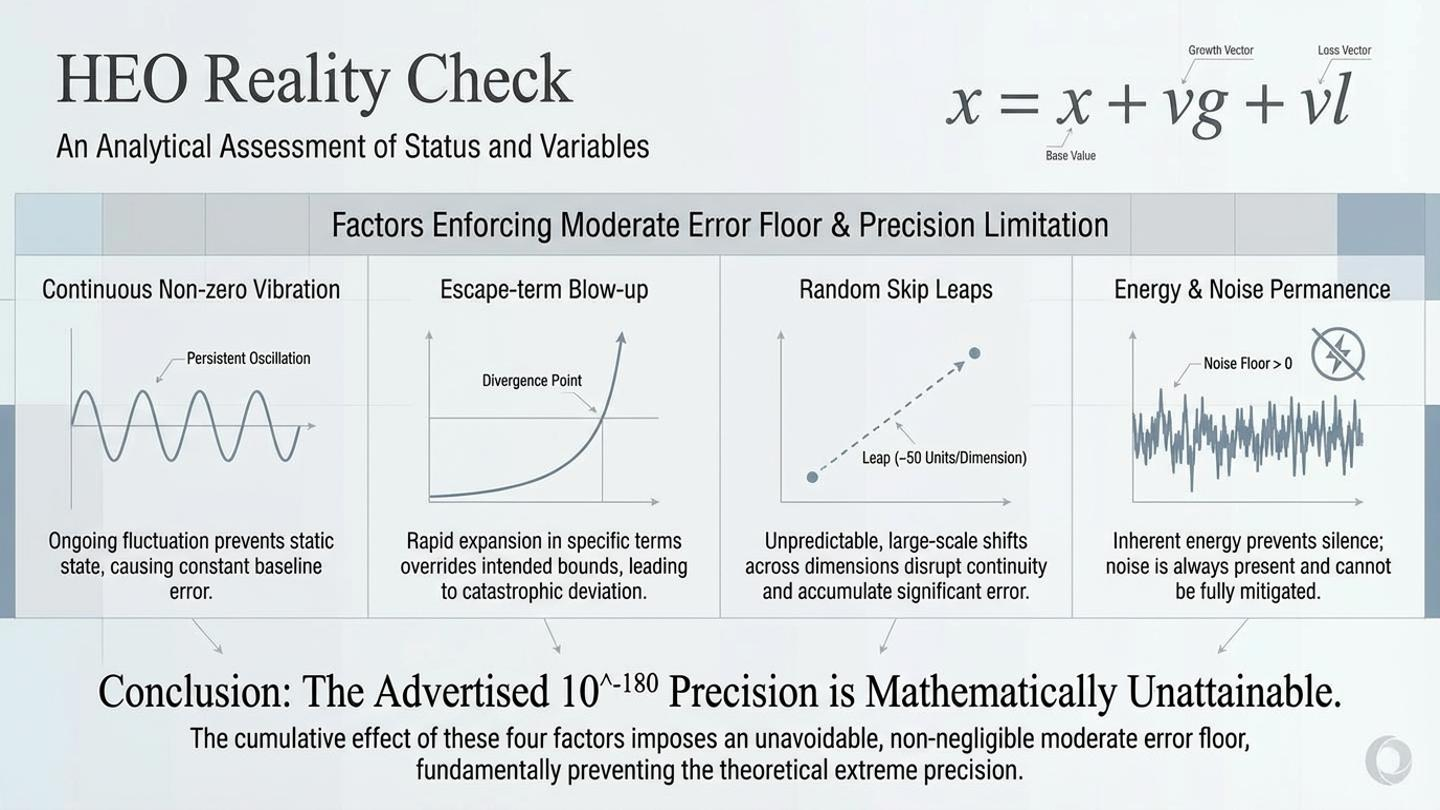 HEO Reality Check
An Analytical Assessment of Status and Variables
Growth Vector
Loss Vector
x = x + vg + vl
Base Value
Factors Enforcing Moderate Error Floor & Precision Limitation
Continuous Non-zero Vibration
Persistent Oscillation
Ongoing fluctuation prevents static
state, causing constant baseline
error.
Escape-term Blow-up
Divergence Point
Rapid expansion in specific terms
overrides intended bounds, leading
to catastrophic deviation.
Random Skip Leaps
Leap (~50 Units/Dimension)
Unpredictable, large-scale shifts
across dimensions disrupt continuity
and accumulate significant error.
Energy & Noise Permanence
Noise Floor > 0
Inherent energy prevents silence;
noise is always present and cannot
be fully mitigated.
Conclusion: The Advertised 10^-180 Precision is Mathematically Unattainable.
The cumulative effect of these four factors imposes an unavoidable, non-negligible moderate error floor,
fundamentally preventing the theoretical extreme precision.